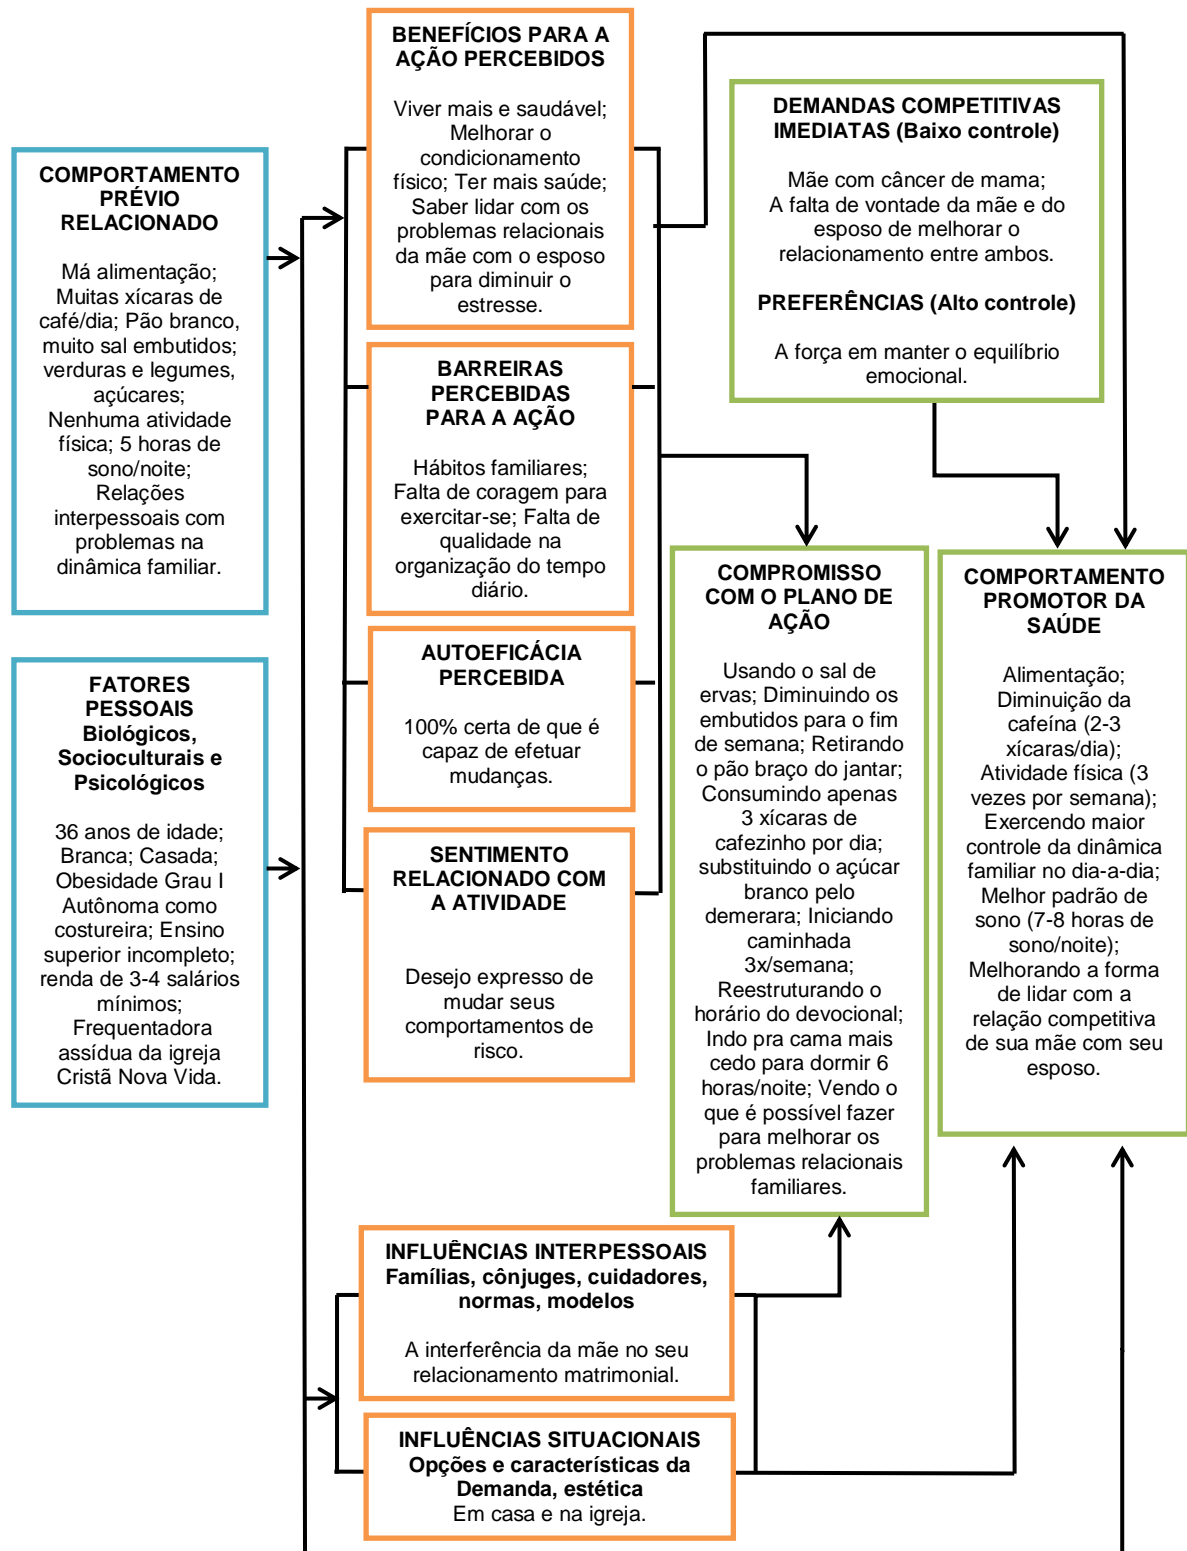 BENEFÍCIOS PARA A
AÇÃO PERCEBIDOS
Viver mais e saudável;
Melhorar o
condicionamento
físico; Ter mais saúde;
Saber lidar com os
problemas relacionais
da mãe com o esposo
para diminuir o
estresse.
DEMANDAS COMPETITIVAS
IMEDIATAS (Baixo controle)
Mãe com câncer de mama;
A falta de vontade da mãe e do
esposo de melhorar o
relacionamento entre ambos.
PREFERÊNCIAS (Alto controle)
A força em manter o equilíbrio
emocional.
COMPORTAMENTO
PRÉVIO
RELACIONADO
Má alimentação;
Muitas xícaras de
café/dia; Pão branco,
muito sal embutidos;
verduras e legumes,
açúcares;
Nenhuma atividade
física; 5 horas de
sono/noite;
Relações
interpessoais com
problemas na
dinâmica familiar.
BARREIRAS
PERCEBIDAS
PARA A AÇÃO
Hábitos familiares;
Falta de coragem para
exercitar-se; Falta de
qualidade na
organização do tempo
diário.
AUTOEFICÁCIA
PERCEBIDA
100% certa de que é
capaz de efetuar
mudanças.
FATORES
PESSOAIS
Biológicos,
Socioculturais e
Psicológicos
36 anos de idade;
Branca; Casada;
Obesidade Grau I
Autônoma como
costureira; Ensino
superior incompleto;
renda de 3-4 salários
mínimos;
Frequentadora
assídua da igreja
Cristã Nova Vida.
SENTIMENTO
RELACIONADO COM
A ATIVIDADE
Desejo expresso de
mudar seus
comportamentos de
risco.
COMPROMISSO
COM O PLANO DE
AÇÃO
Usando o sal de
ervas; Diminuindo os
embutidos para o fim
de semana; Retirando
o pão braço do jantar;
Consumindo apenas
3 xícaras de
cafezinho por dia;
substituindo o açúcar
branco pelo
demerara; Iniciando
caminhada
3x/semana;
Reestruturando o
horário do devocional;
Indo pra cama mais
cedo para dormir 6
horas/noite; Vendo o
que é possível fazer
para melhorar os
problemas relacionais
familiares.
COMPORTAMENTO
PROMOTOR DA
SAÚDE
Alimentação;
Diminuição da
cafeína (2-3
xícaras/dia);
Atividade física (3
vezes por semana);
Exercendo maior
controle da dinâmica
familiar no dia-a-dia;
Melhor padrão de
sono (7-8 horas de
sono/noite);
Melhorando a forma
de lidar com a
relação competitiva
de sua mãe com seu
esposo.
INFLUÊNCIAS INTERPESSOAIS
Famílias, cônjuges, cuidadores,
normas, modelos
A interferência da mãe no seu
relacionamento matrimonial.
INFLUÊNCIAS SITUACIONAIS
Opções e características da
Demanda, estética
Em casa e na igreja.